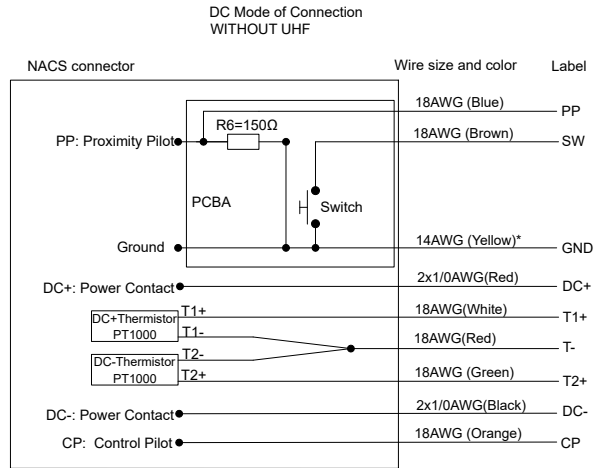 DC Mode of Connection
WITHOUT UHF
NACS connector
Wire size and color
Label
18AWG (Blue)
PP
R6=150Ω
18AWG (Brown)
PP: Proximity Pilot
SW
PCBA
Switch
14AWG (Yellow)*
Ground
GND
2x1/0AWG(Red)
DC+: Power Contact
DC+
T1+
18AWG(White)
DC+Thermistor
PT1000
T1+
T1-
18AWG(Red)
T-
T2-
DC-Thermistor
PT1000
T2+
18AWG (Green)
T2+
2x1/0AWG(Black)
DC-: Power Contact
DC-
18AWG (Orange)
CP: Control Pilot
CP